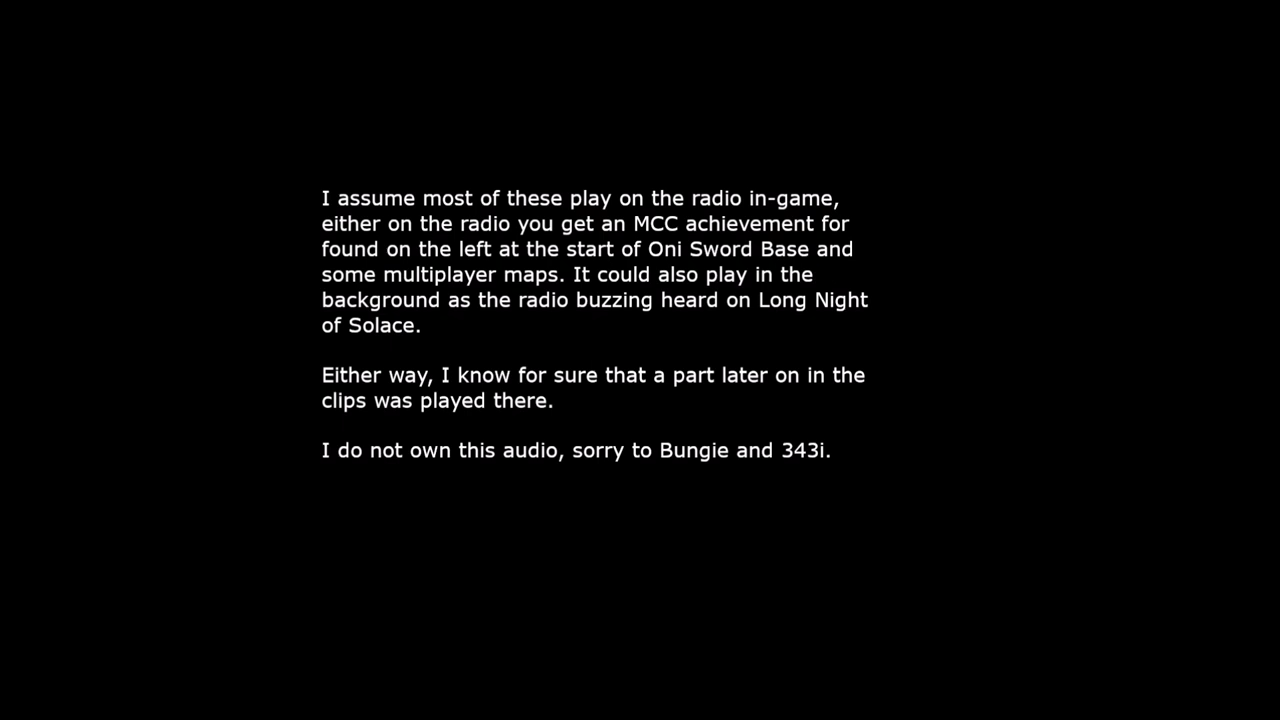 I assume most of these play on the radio in-game,
either on the radio you get an MCC achievement for
found on the left at the start of Oni Sword Base and
some multiplayer maps. It could also play in the
background as the radio buzzing heard on Long Night
of Solace.
Either way, I know for sure that a part later on in the
clips was played there.
I do not own this audio, sorry to Bungie and 343i.